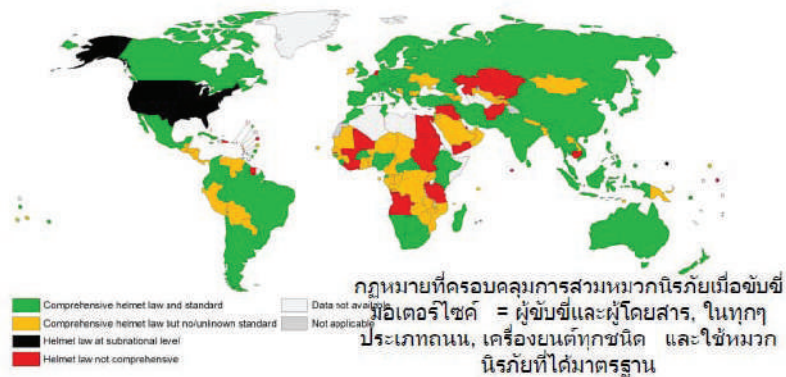 Comprehensive helmet law and standard
Comprehensive helmet law but no/unknown standard
Helmet law at subnational level
Helmet law not comprehensive
Data not available
Not applicable
กฎหมายที่ครอบคลุมการสวมหมวกนิรภัยเมื่อขับขี่
มอเตอร์ไซค์ = ผู้ขับขี่และผู้โดยสาร, ในทุกๆ
ประเภทถนน, เครื่องยนต์ทุกชนิด และใช้หมวก
นิรภัยที่ได้มาตรฐาน